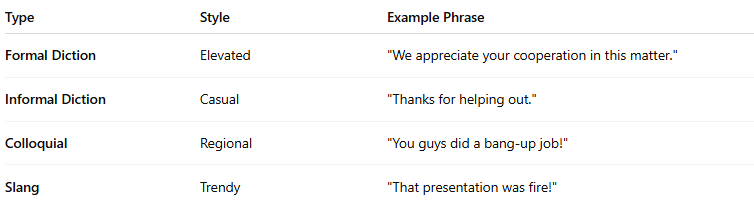 Type Style Example Phrase
Formal Diction Elevated "We appreciate your cooperation in this matter."
Informal Diction Casual "Thanks for helping out."
Colloquial Regional "You guys did a bang-up job!"
Slang Trendy "That presentation was fire!"